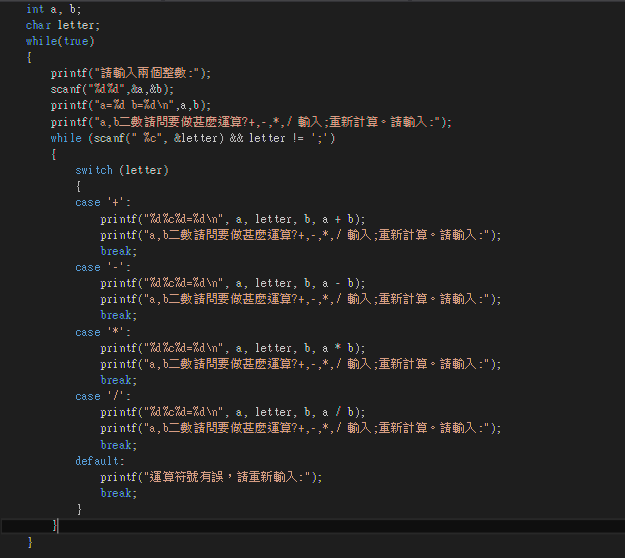 int a, b;
char letter;
while(true)
{
printf("請輸入兩個整數:");
scanf("%d%d",&a,&b);
printf("a=%d b=%d\n",a,b);
printf("a,b二數請問要做甚麼運算?+,-,*,/ 輸入;重新計算。請輸入:");
while (scanf(" %c", &letter) && letter != ';')
{
switch (letter)
{
case '+':
printf("%d%c%d=%d\n", a, letter, b, a + b);
printf("a,b二數請問要做甚麼運算?+,-,*,/ 輸入;重新計算。請輸入:");
break;
case '-':
printf("%d%c%d=%d\n", a, letter, b, a - b);
printf("a,b二數請問要做甚麼運算?+,-,*,/ 輸入;重新計算。請輸入:");
break;
case '*':
printf("%d%c%d=%d\n", a, letter, b, a * b);
printf("a,b二數請問要做甚麼運算?+,-,*,/ 輸入;重新計算。請輸入:");
break;
case '/':
printf("%d%c%d=%d\n", a, letter, b, a / b);
printf("a,b二數請問要做甚麼運算?+,-,*,/ 輸入;重新計算。請輸入:");
break;
default:
printf("運算符號有誤，請重新輸入:");
break;
}
}
}